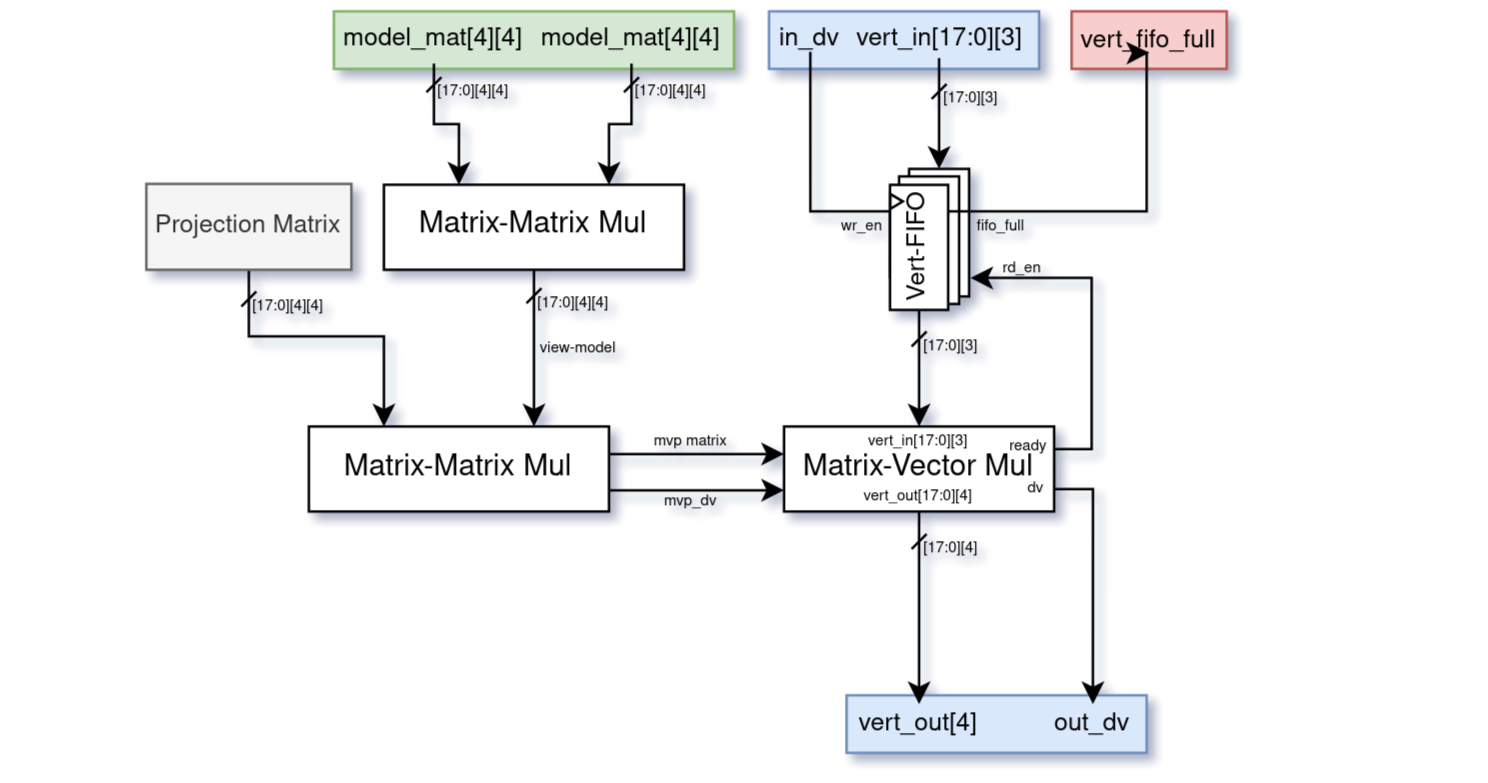 model_mat[4][4] model_mat[4][4]
in_dv vert_in[17:0][3]
vert_fifo_full
[17:0][4][4]
[17:0][4][4]
[17:0][3]
Projection Matrix
Matrix-Matrix Mul
Vert-FIFO
wr_en
fifo_full
rd_en
[17:0][4][4]
[17:0][4][4]
view-model
[17:0][3]
Matrix-Matrix Mul
mvp matrix
mvp_dv
vert_in[17:0][3]
ready
Matrix-Vector Mul
dv
vert_out[17:0][4]
[17:0][4]
vert_out[4]
out_dv